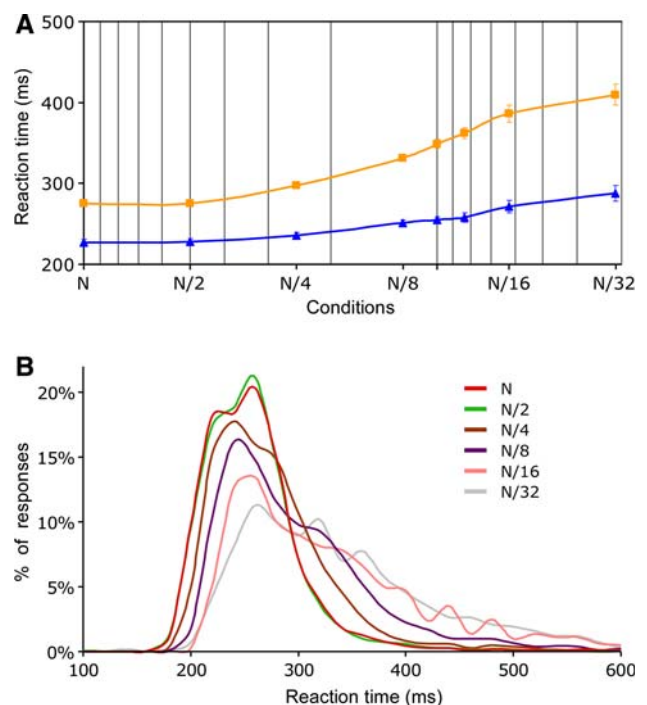 A
500
400
300
200
Reaction time (ms)
N N/2 N/4 N/8 N/16 N/32
Conditions
B
20%
15%
10%
5%
0%
% of responses
N
N/2
N/4
N/8
N/16
N/32
100 200 300 400 500 600
Reaction time (ms)